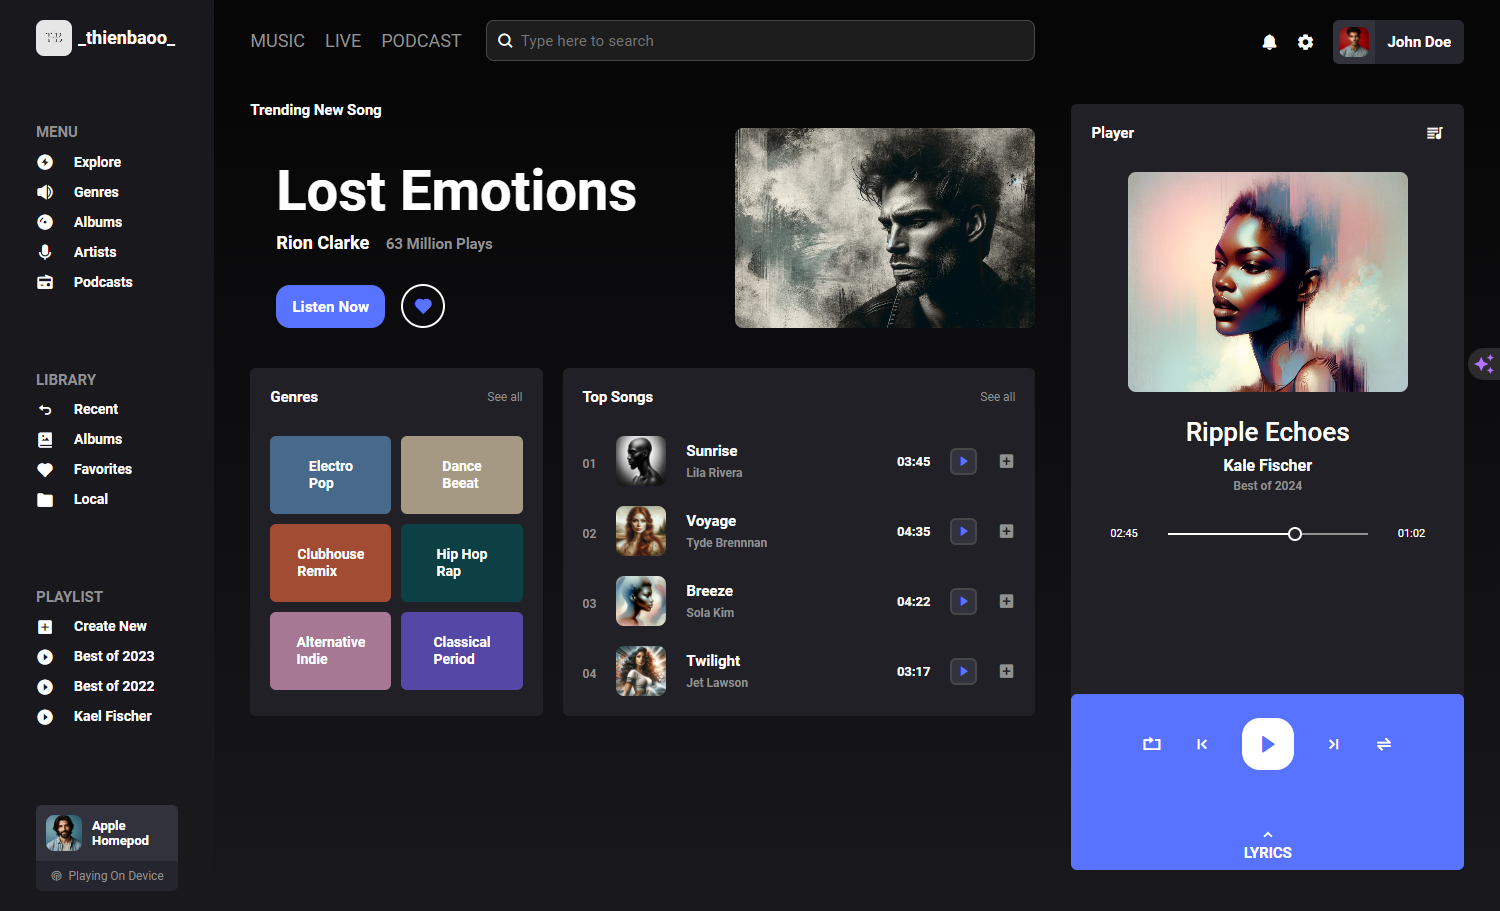 _thienbaoo_
MUSIC LIVE PODCAST
Type here to search
John Doe
MENU
Explore
Genres
Albums
Artists
Podcasts
LIBRARY
Recent
Albums
Favorites
Local
PLAYLIST
Create New
Best of 2023
Best of 2022
Kael Fischer
Apple
Homepod
Playing On Device
Trending New Song
Lost Emotions
Rion Clarke 63 Million Plays
Listen Now
Genres See all
Electro
Pop
Dance
Beeat
Clubhouse
Remix
Hip Hop
Rap
Alternative
Indie
Classical
Period
Top Songs See all
01 Sunrise 03:45
Lila Rivera
02 Voyage 04:35
Tyde Brennnan
03 Breeze 04:22
Sola Kim
04 Twilight 03:17
Jet Lawson
Player
Ripple Echoes
Kale Fischer
Best of 2024
02:45 01:02
LYRICS